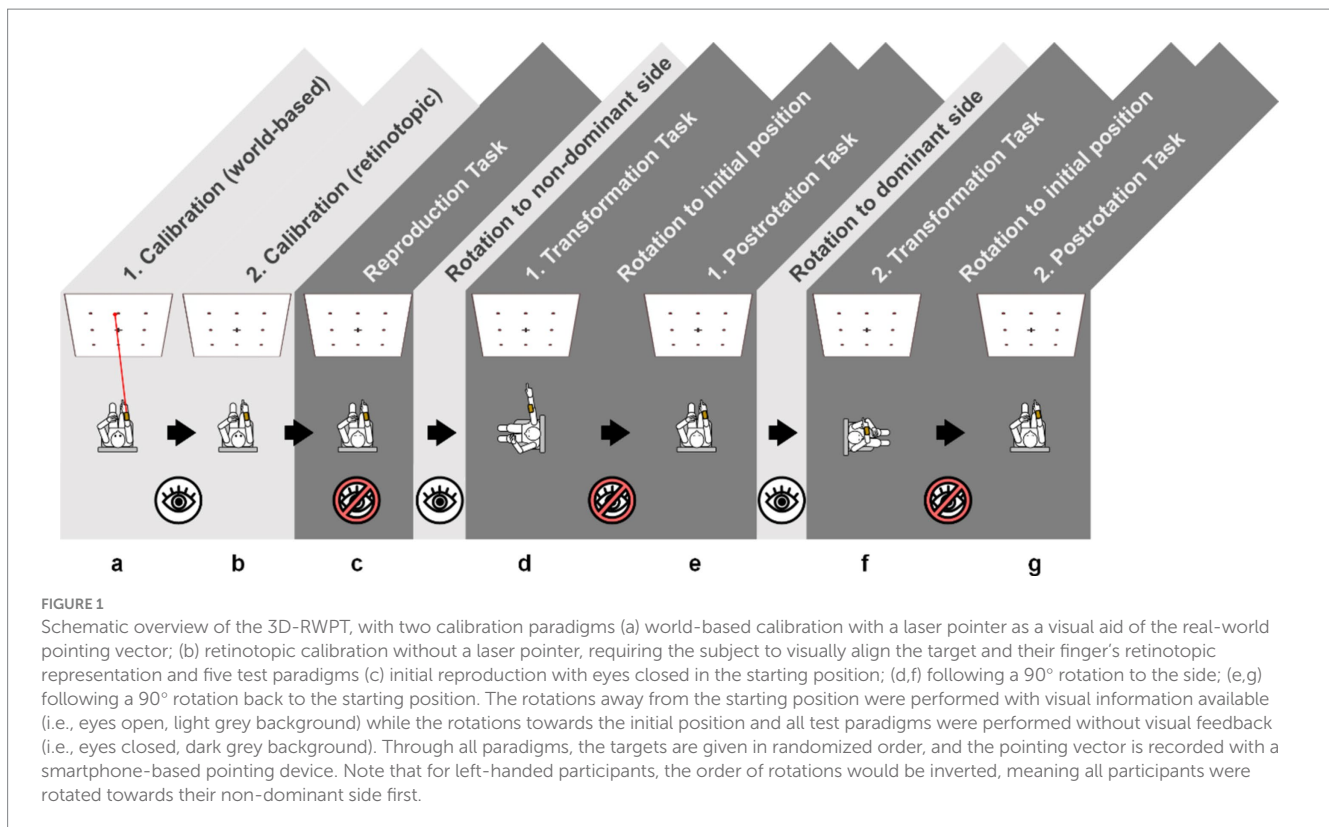 1. Calibration (world-based)
2. Calibration (retinotopic)
Reproduction Task
Rotation to non-dominant side
1. Transformation Task
Rotation to initial position
1. Postrotation Task
Rotation to dominant side
2. Transformation Task
Rotation to initial position
2. Postrotation Task
a b c d e f g
FIGURE 1
Schematic overview of the 3D-RWPT, with two calibration paradigms (a) world-based calibration with a laser pointer as a visual aid of the real-world
pointing vector; (b) retinotopic calibration without a laser pointer, requiring the subject to visually align the target and their finger's retinotopic
representation and five test paradigms (c) initial reproduction with eyes closed in the starting position; (d,f) following a 90° rotation to the side; (e,g)
following a 90° rotation back to the starting position. The rotations away from the starting position were performed with visual information available
(i.e., eyes open, light grey background) while the rotations towards the initial position and all test paradigms were performed without visual feedback
(i.e., eyes closed, dark grey background). Through all paradigms, the targets are given in randomized order, and the pointing vector is recorded with a
smartphone-based pointing device. Note that for left-handed participants, the order of rotations would be inverted, meaning all participants were
rotated towards their non-dominant side first.